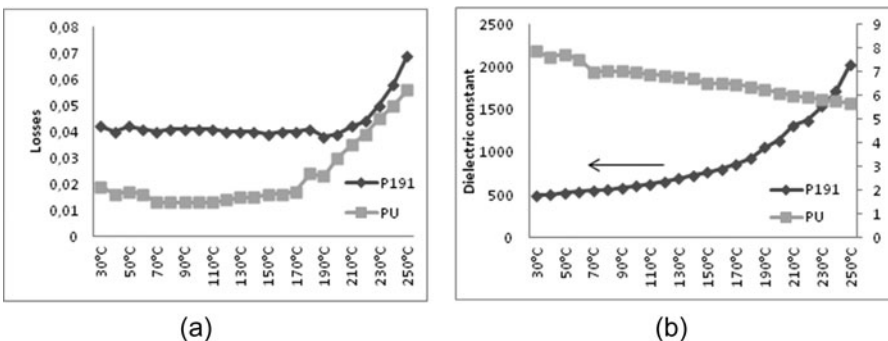 Losses
0,08
0,07
0,06
0,05
0,04
0,03
0,02
0,01
0
P191
PU
30°C
50°C
70°C
90°C
110°C
130°C
150°C
170°C
190°C
210°C
230°C
250°C
(a)
Dielectric constant
2500
2000
1500
1000
500
0
P191
PU
9
8
7
6
5
4
3
2
1
0
30°C
50°C
70°C
90°C
110°C
130°C
150°C
170°C
190°C
210°C
230°C
250°C
(b)